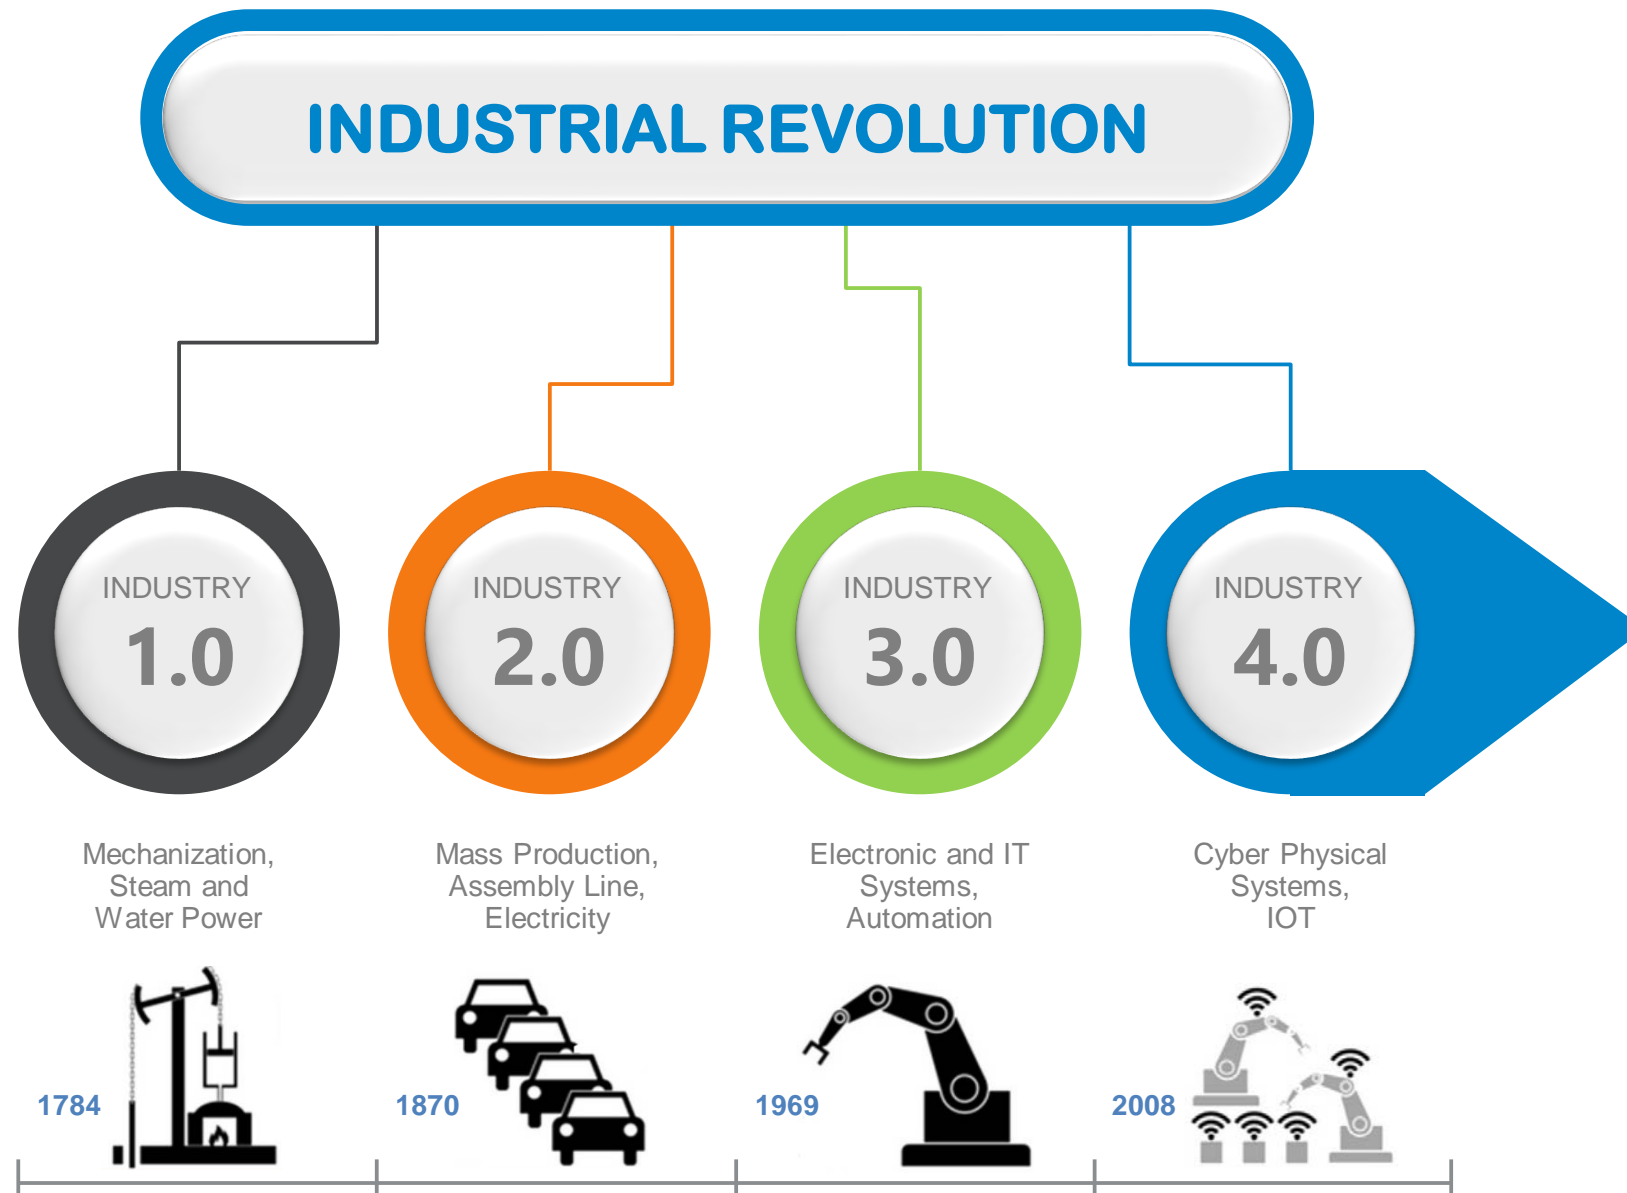 INDUSTRIAL REVOLUTION
INDUSTRY
1.0
INDUSTRY
2.0
INDUSTRY
3.0
INDUSTRY
4.0
Mechanization,
Steam and
Water Power
Mass Production,
Assembly Line,
Electricity
Electronic and IT
Systems,
Automation
Cyber Physical
Systems,
IOT
1784
1870
1969
2008